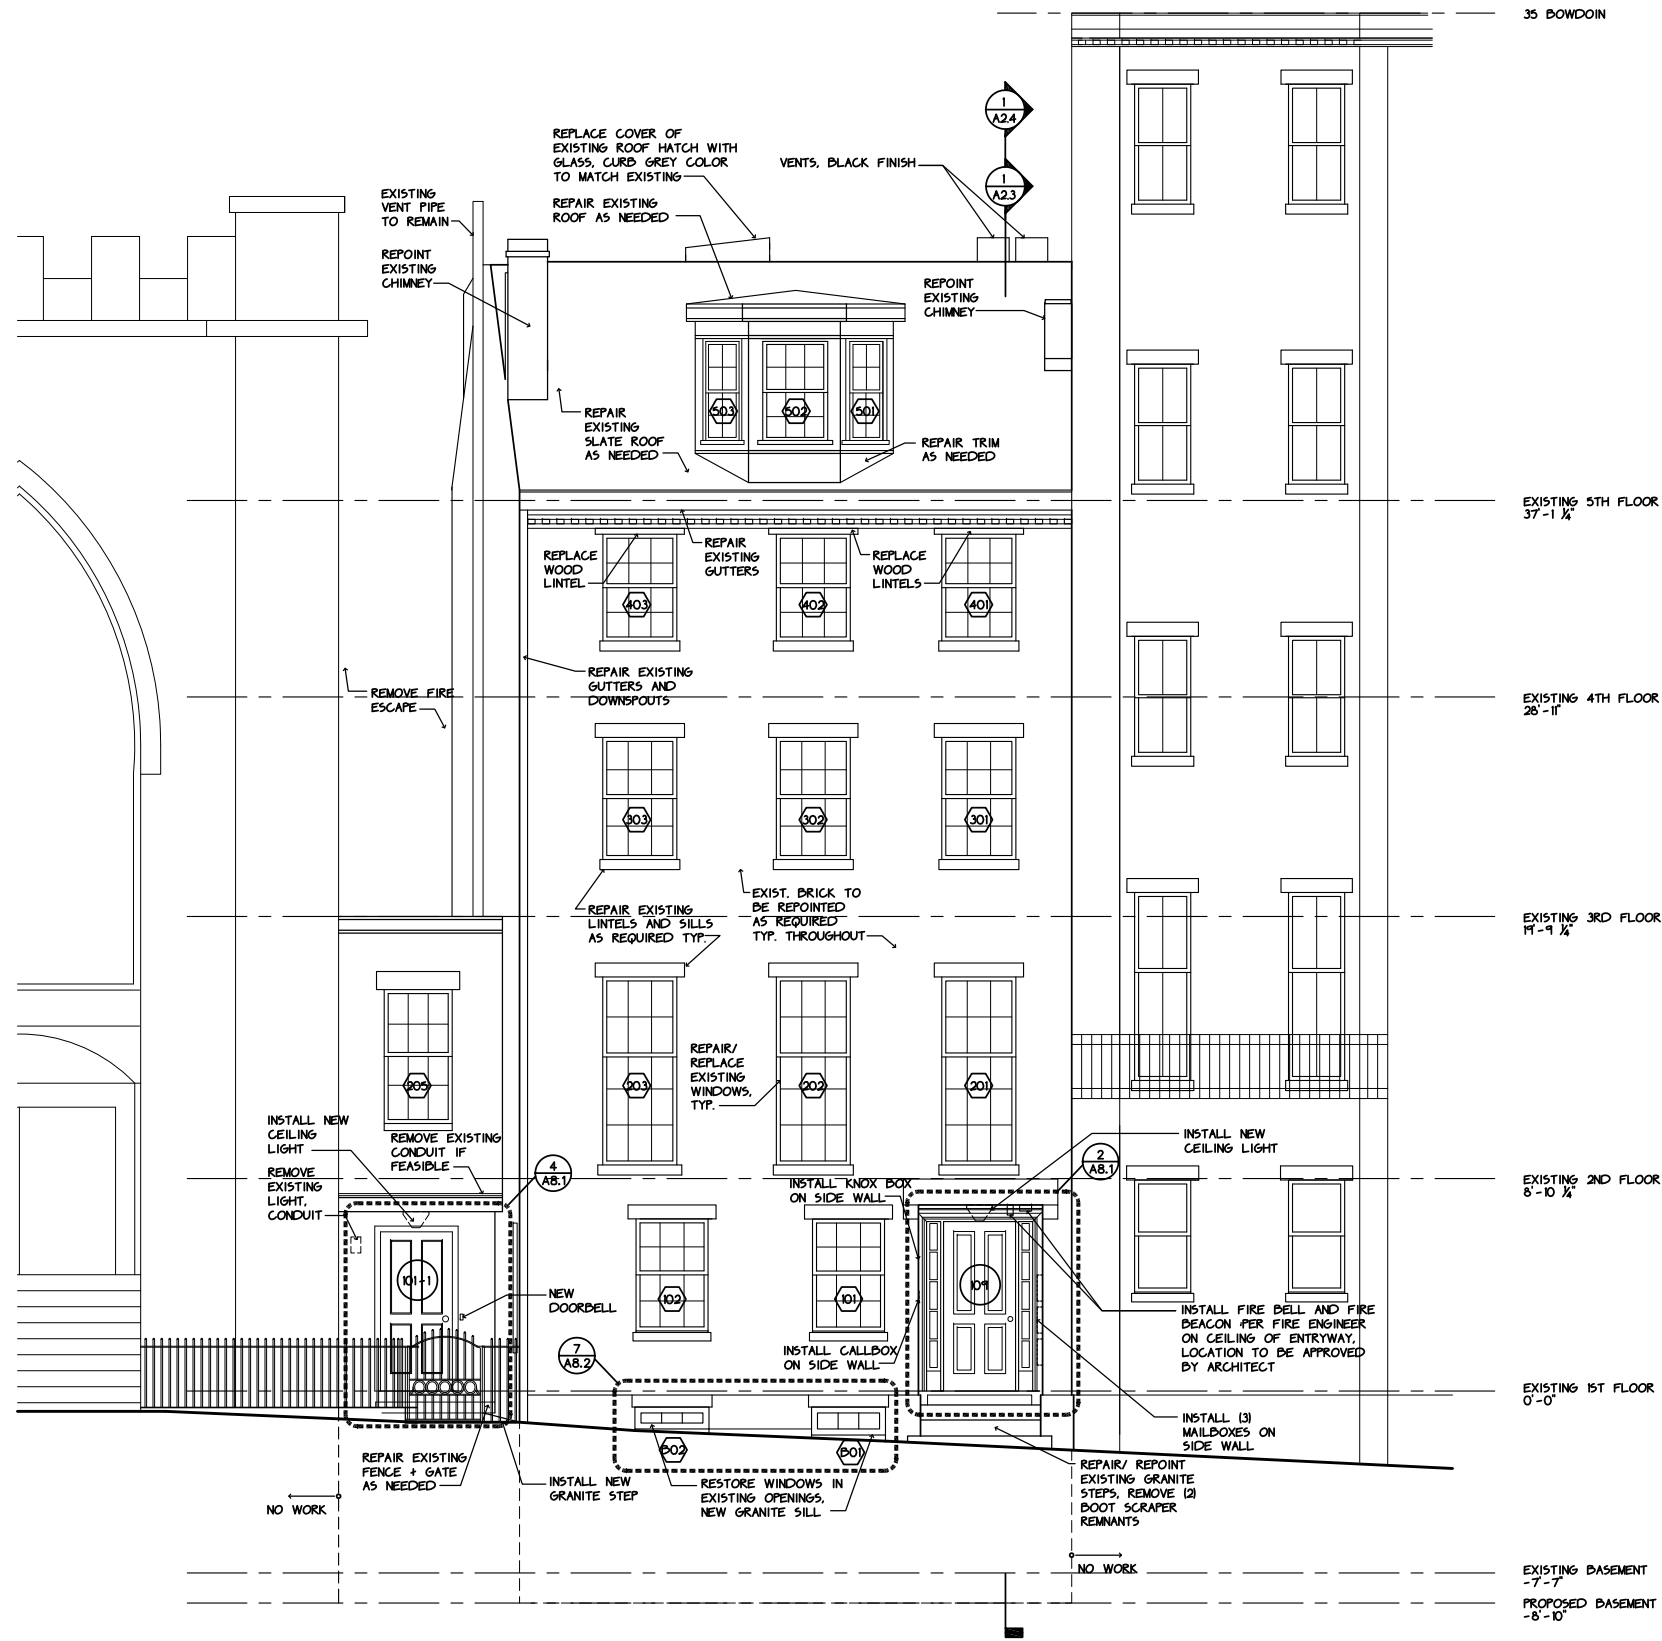 35 BOWDOIN
1
A2.4
REPLACE COVER OF
EXISTING ROOF HATCH WITH
GLASS, CURB GREY COLOR
TO MATCH EXISTING
VENTS, BLACK FINISH
1
A2.3
EXISTING
VENT PIPE
TO REMAIN
REPAIR EXISTING
ROOF AS NEEDED
REPOINT
EXISTING
CHIMNEY
REPOINT
EXISTING
CHIMNEY
503
502
501
REPAIR
EXISTING
SLATE ROOF
AS NEEDED
REPAIR TRIM
AS NEEDED
EXISTING 5TH FLOOR
37'-1 ¼"
REPLACE
WOOD
LINTEL
REPAIR
EXISTING
GUTTERS
REPLACE
WOOD
LINTELS
403
402
401
REPAIR EXISTING
GUTTERS AND
DOWNSPOUTS
REMOVE FIRE
ESCAPE
EXISTING 4TH FLOOR
28'-11"
303
302
301
REPAIR EXISTING
LINTELS AND SILLS
AS REQUIRED TYP.
EXIST. BRICK TO
BE REPOINTED
AS REQUIRED
TYP. THROUGHOUT
EXISTING 3RD FLOOR
19'-9 ¼"
REPAIR/
REPLACE
EXISTING
WINDOWS,
TYP.
205
203
202
201
INSTALL NEW
CEILING
LIGHT
REMOVE EXISTING
CONDUIT IF
FEASIBLE
REMOVE
EXISTING
LIGHT,
CONDUIT
4
A8.1
INSTALL NEW
CEILING LIGHT
2
A8.1
INSTALL KNOX BOX
ON SIDE WALL
EXISTING 2ND FLOOR
8'-10 ¼"
101-1
NEW
DOORBELL
102
101
109
INSTALL FIRE BELL AND FIRE
BEACON PER FIRE ENGINEER
ON CEILING OF ENTRYWAY,
LOCATION TO BE APPROVED
BY ARCHITECT
7
A8.2
INSTALL CALLBOX
ON SIDE WALL
EXISTING 1ST FLOOR
0'-0"
INSTALL (3)
MAILBOXES ON
SIDE WALL
B02
B01
REPAIR EXISTING
FENCE + GATE
AS NEEDED
INSTALL NEW
GRANITE STEP
RESTORE WINDOWS IN
EXISTING OPENINGS,
NEW GRANITE SILL
REPAIR/ REPOINT
EXISTING GRANITE
STEPS, REMOVE (2)
BOOT SCRAPER
REMNANTS
NO WORK
NO WORK
EXISTING BASEMENT
-7'-7"
PROPOSED BASEMENT
-8'-10"